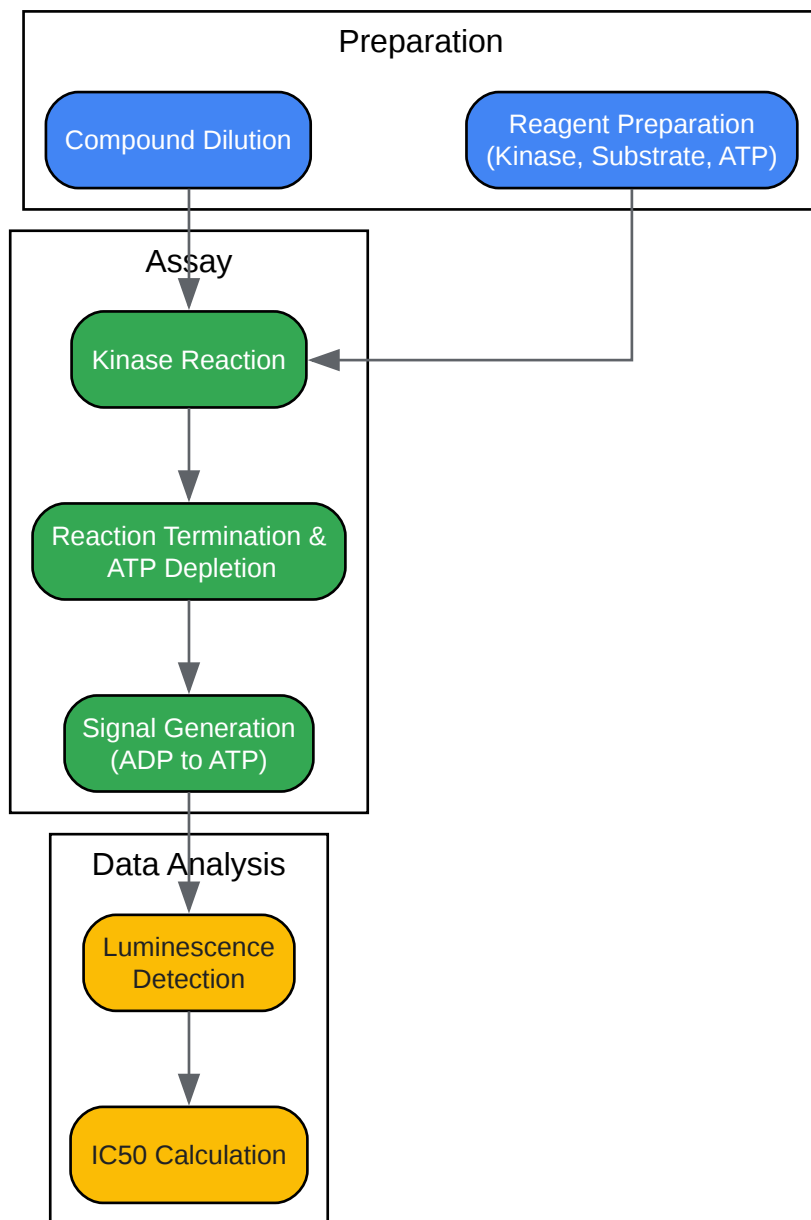 Preparation
Compound Dilution
Reagent Preparation
(Kinase, Substrate, ATP)
Assay
Kinase Reaction
Reaction Termination &
ATP Depletion
Signal Generation
(ADP to ATP)
Data Analysis
Luminescence
Detection
IC50 Calculation